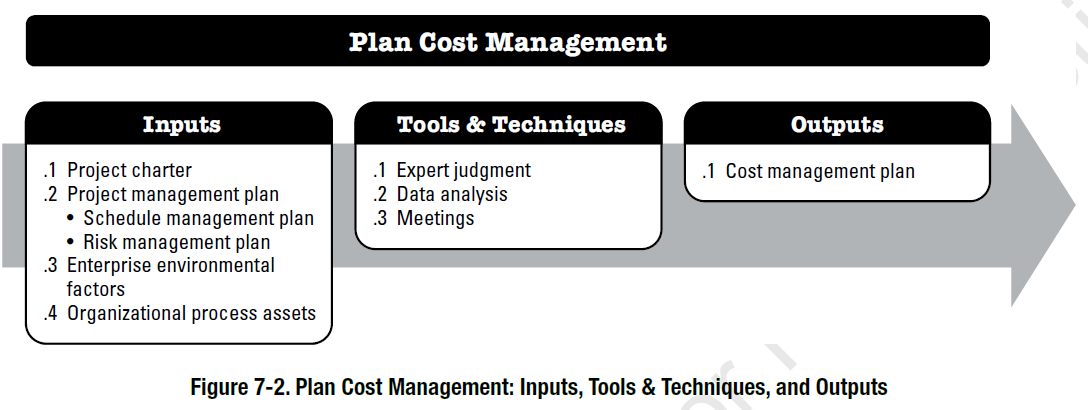 Plan Cost Management
Inputs
.1 Project charter
.2 Project management plan
• Schedule management plan
• Risk management plan
.3 Enterprise environmental
factors
.4 Organizational process assets
Tools & Techniques
.1 Expert judgment
.2 Data analysis
.3 Meetings
Outputs
.1 Cost management plan
Figure 7-2. Plan Cost Management: Inputs, Tools & Techniques, and Outputs